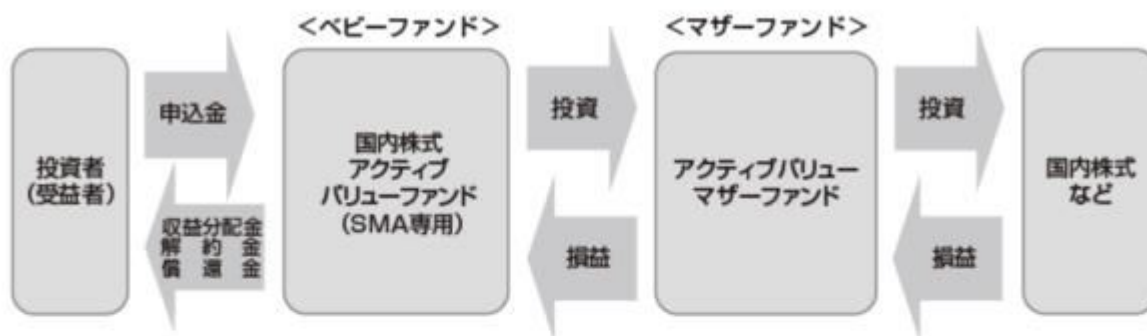 <ベビーファンド>
<マザーファンド>
投資者
(受益者)
申込金
収益分配金
解約金
償還金
国内株式
アクティブ
バリューファンド
(SMA専用)
投資
損益
アクティブバリュー
マザーファンド
投資
損益
国内株式
など